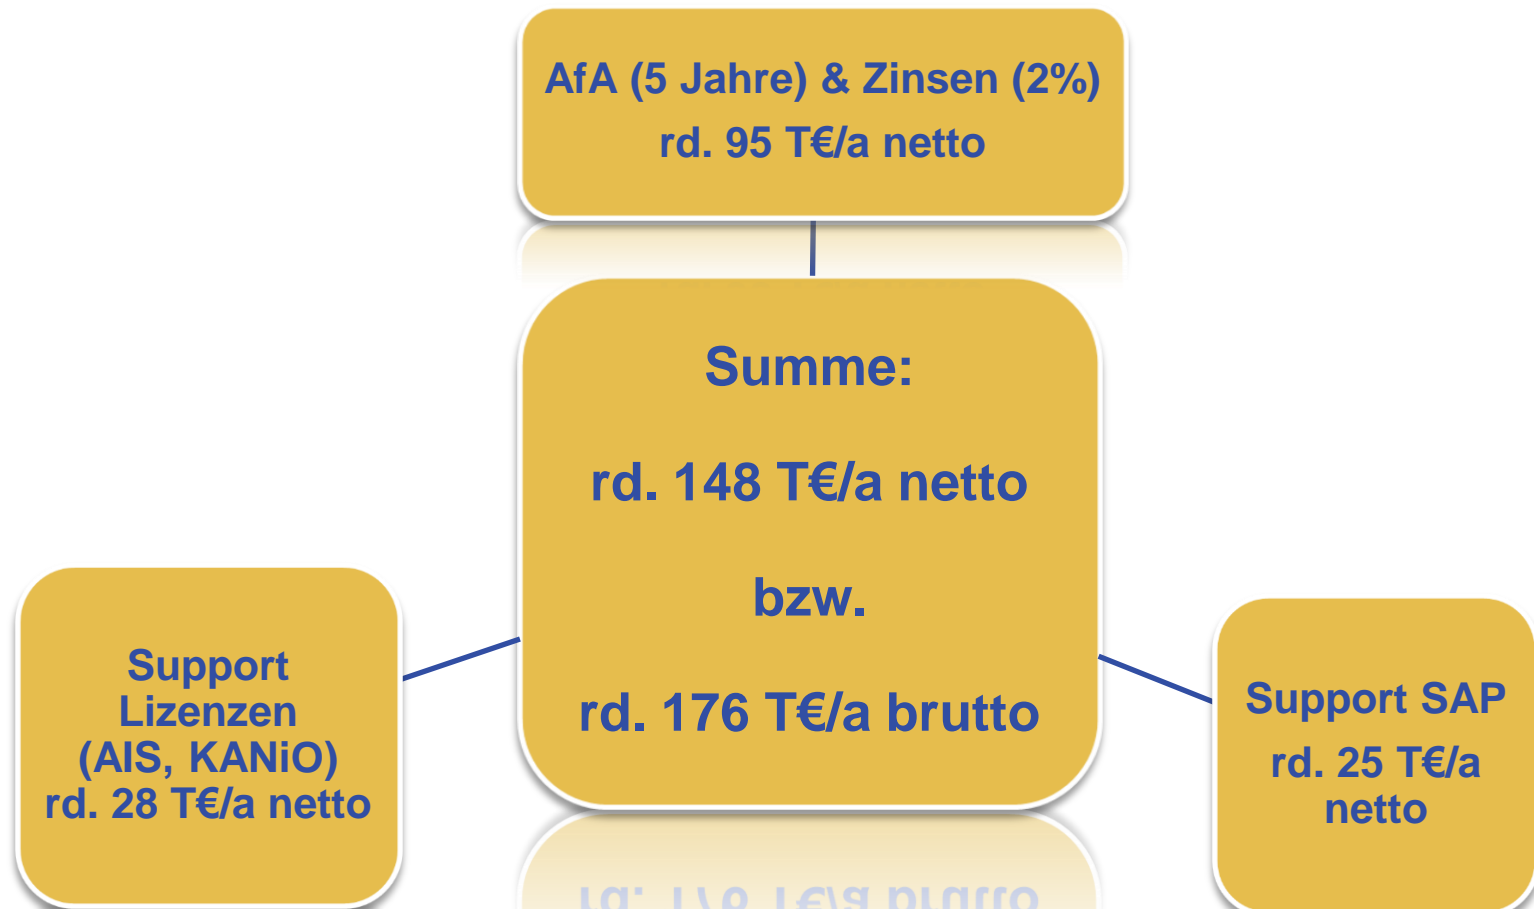 AfA (5 Jahre) & Zinsen (2%)
rd. 95 T€/a netto
Summe:
rd. 148 T€/a netto
bzw.
rd. 176 T€/a brutto
Support
Lizenzen
(AIS, KANiO)
rd. 28 T€/a netto
Support SAP
rd. 25 T€/a
netto